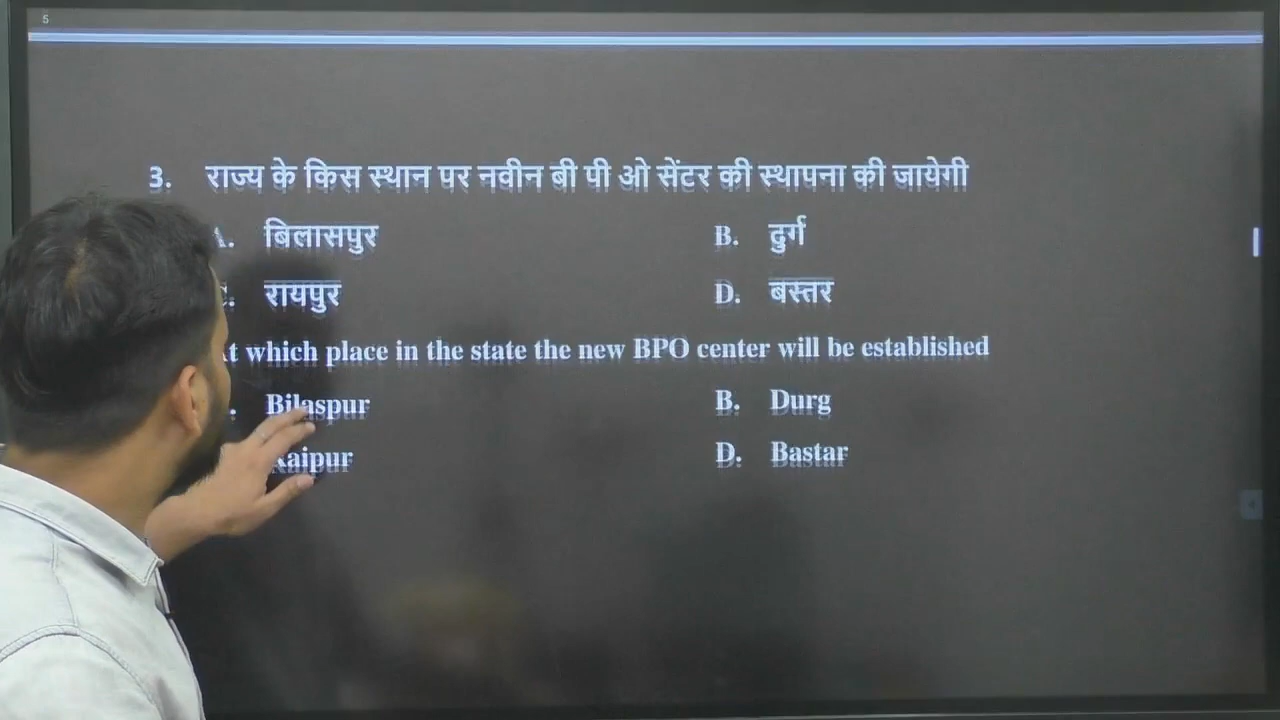 5
3. राज्य के किस स्थान पर नवीन बी पी ओ सेंटर की स्थापना की जायेगी
बिलासपुर B. दुर्ग
रायपुर D. बस्तर
which place in the state the new BPO center will be established
Bilaspur B. Durg
Raipur D. Bastar